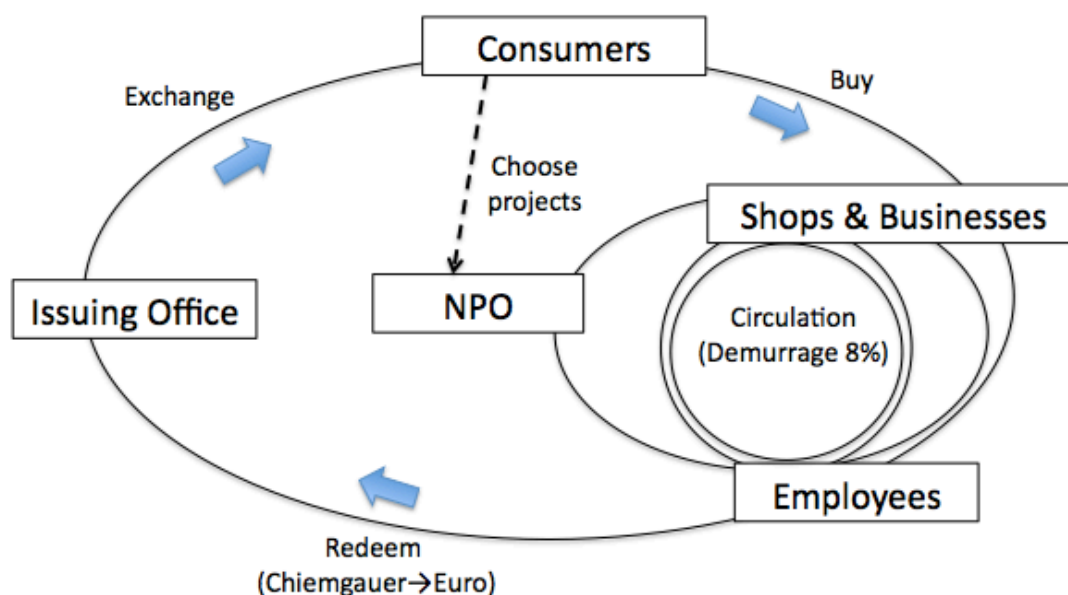 Consumers
Exchange
Buy
Choose
projects
Shops & Businesses
Issuing Office
NPO
Circulation
(Demurrage 8%)
Employees
Redeem
(Chiemgauer→Euro)